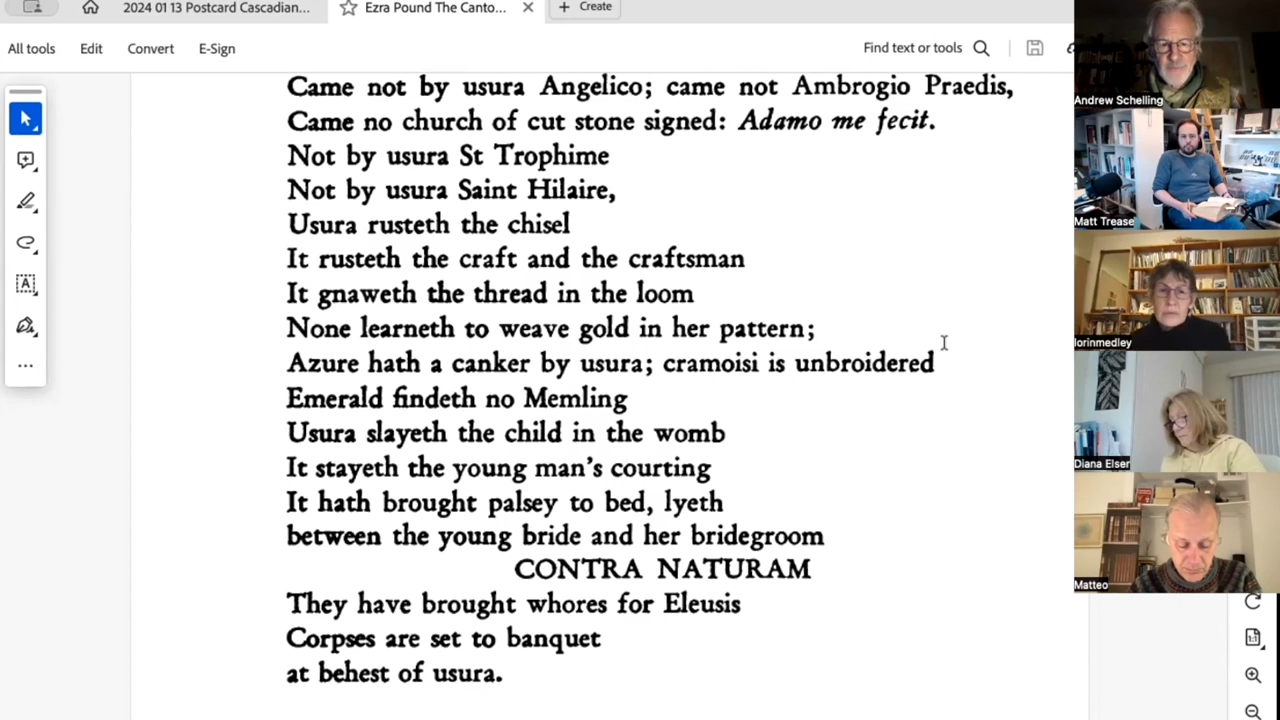 2024 01 13 Postcard Cascadian...
Ezra Pound The Canto...
Create
All tools
Edit
Convert
E-Sign
Find text or tools
Came not by usura Angelico; came not Ambrogio Praedis,
Came no church of cut stone signed: Adamo me fecit.
Not by usura St Trophime
Not by usura Saint Hilaire,
Usura rusteth the chisel
It rusteth the craft and the craftsman
It gnaweth the thread in the loom
None learneth to weave gold in her pattern;
Azure hath a canker by usura; cramoisi is unbroidered
Emerald findeth no Memling
Usura slayeth the child in the womb
It stayeth the young man's courting
It hath brought palsey to bed, lyeth
between the young bride and her bridegroom
CONTRA NATURAM
They have brought whores for Eleusis
Corpses are set to banquet
at behest of usura.
Andrew Schelling
Matt Trease
lorinmedley
Diana Elser
Matteo